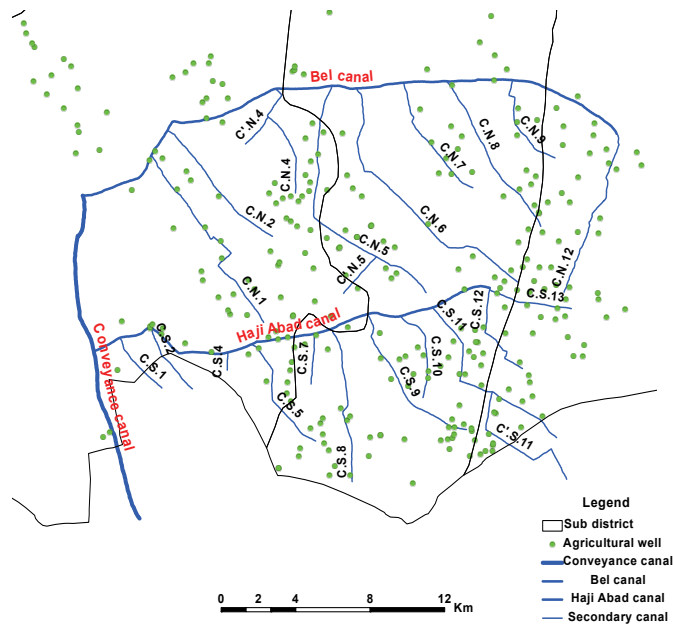 Bel canal
C'.N.4
C.N.4
C.N.7
C.N.8
C.N.9
C.N.2
C.N.6
C.N.5
C.N.5
C.N.12
C.N.1
C.S.13
C.S.12
C.S.11
Haji Abad canal
Conveyance canal
C.S.2
C.S.1
C.S.4
C.S.7
C.S.10
C.S.9
C.S.5
C'.S.11
C.S.8
Legend
Sub district
Agricultural well
Conveyance canal
Bel canal
Haji Abad canal
Secondary canal
0 2 4 8 12
Km